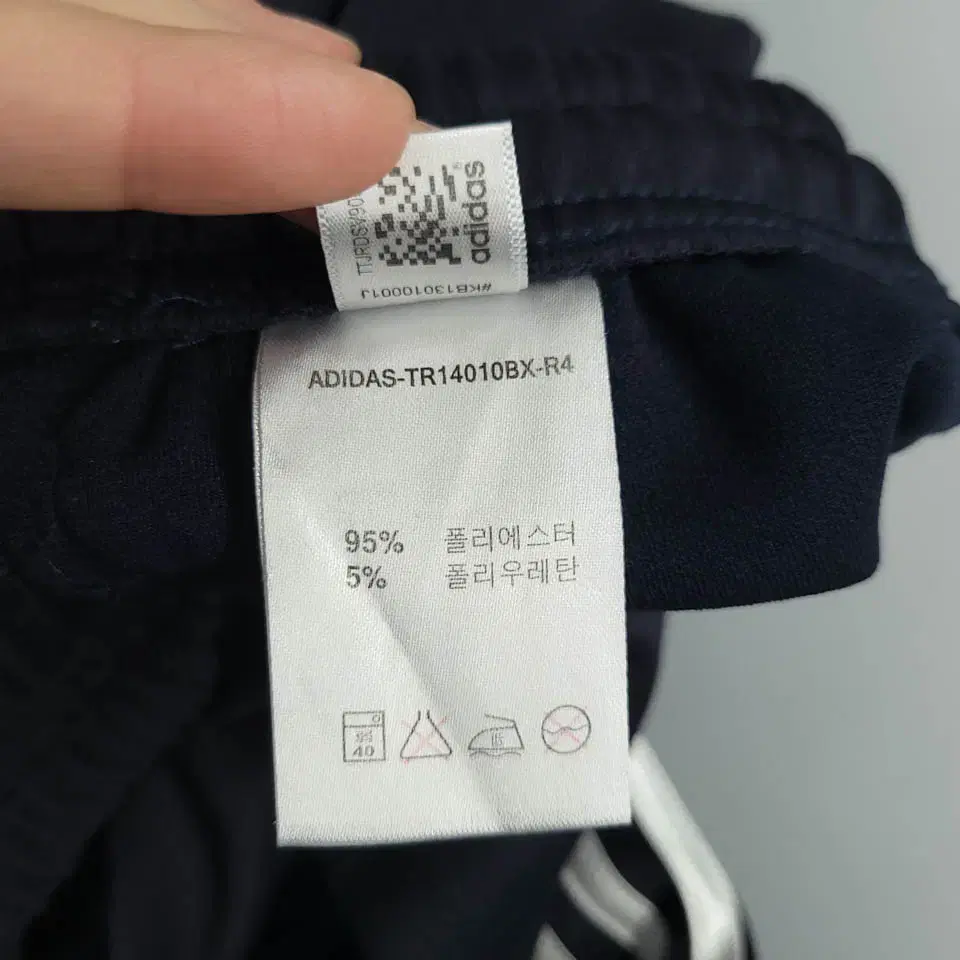 adidas
#KB13010001J
ADIDAS-TR14010BX-R4
95% 폴리에스터
5% 폴리우레탄
40